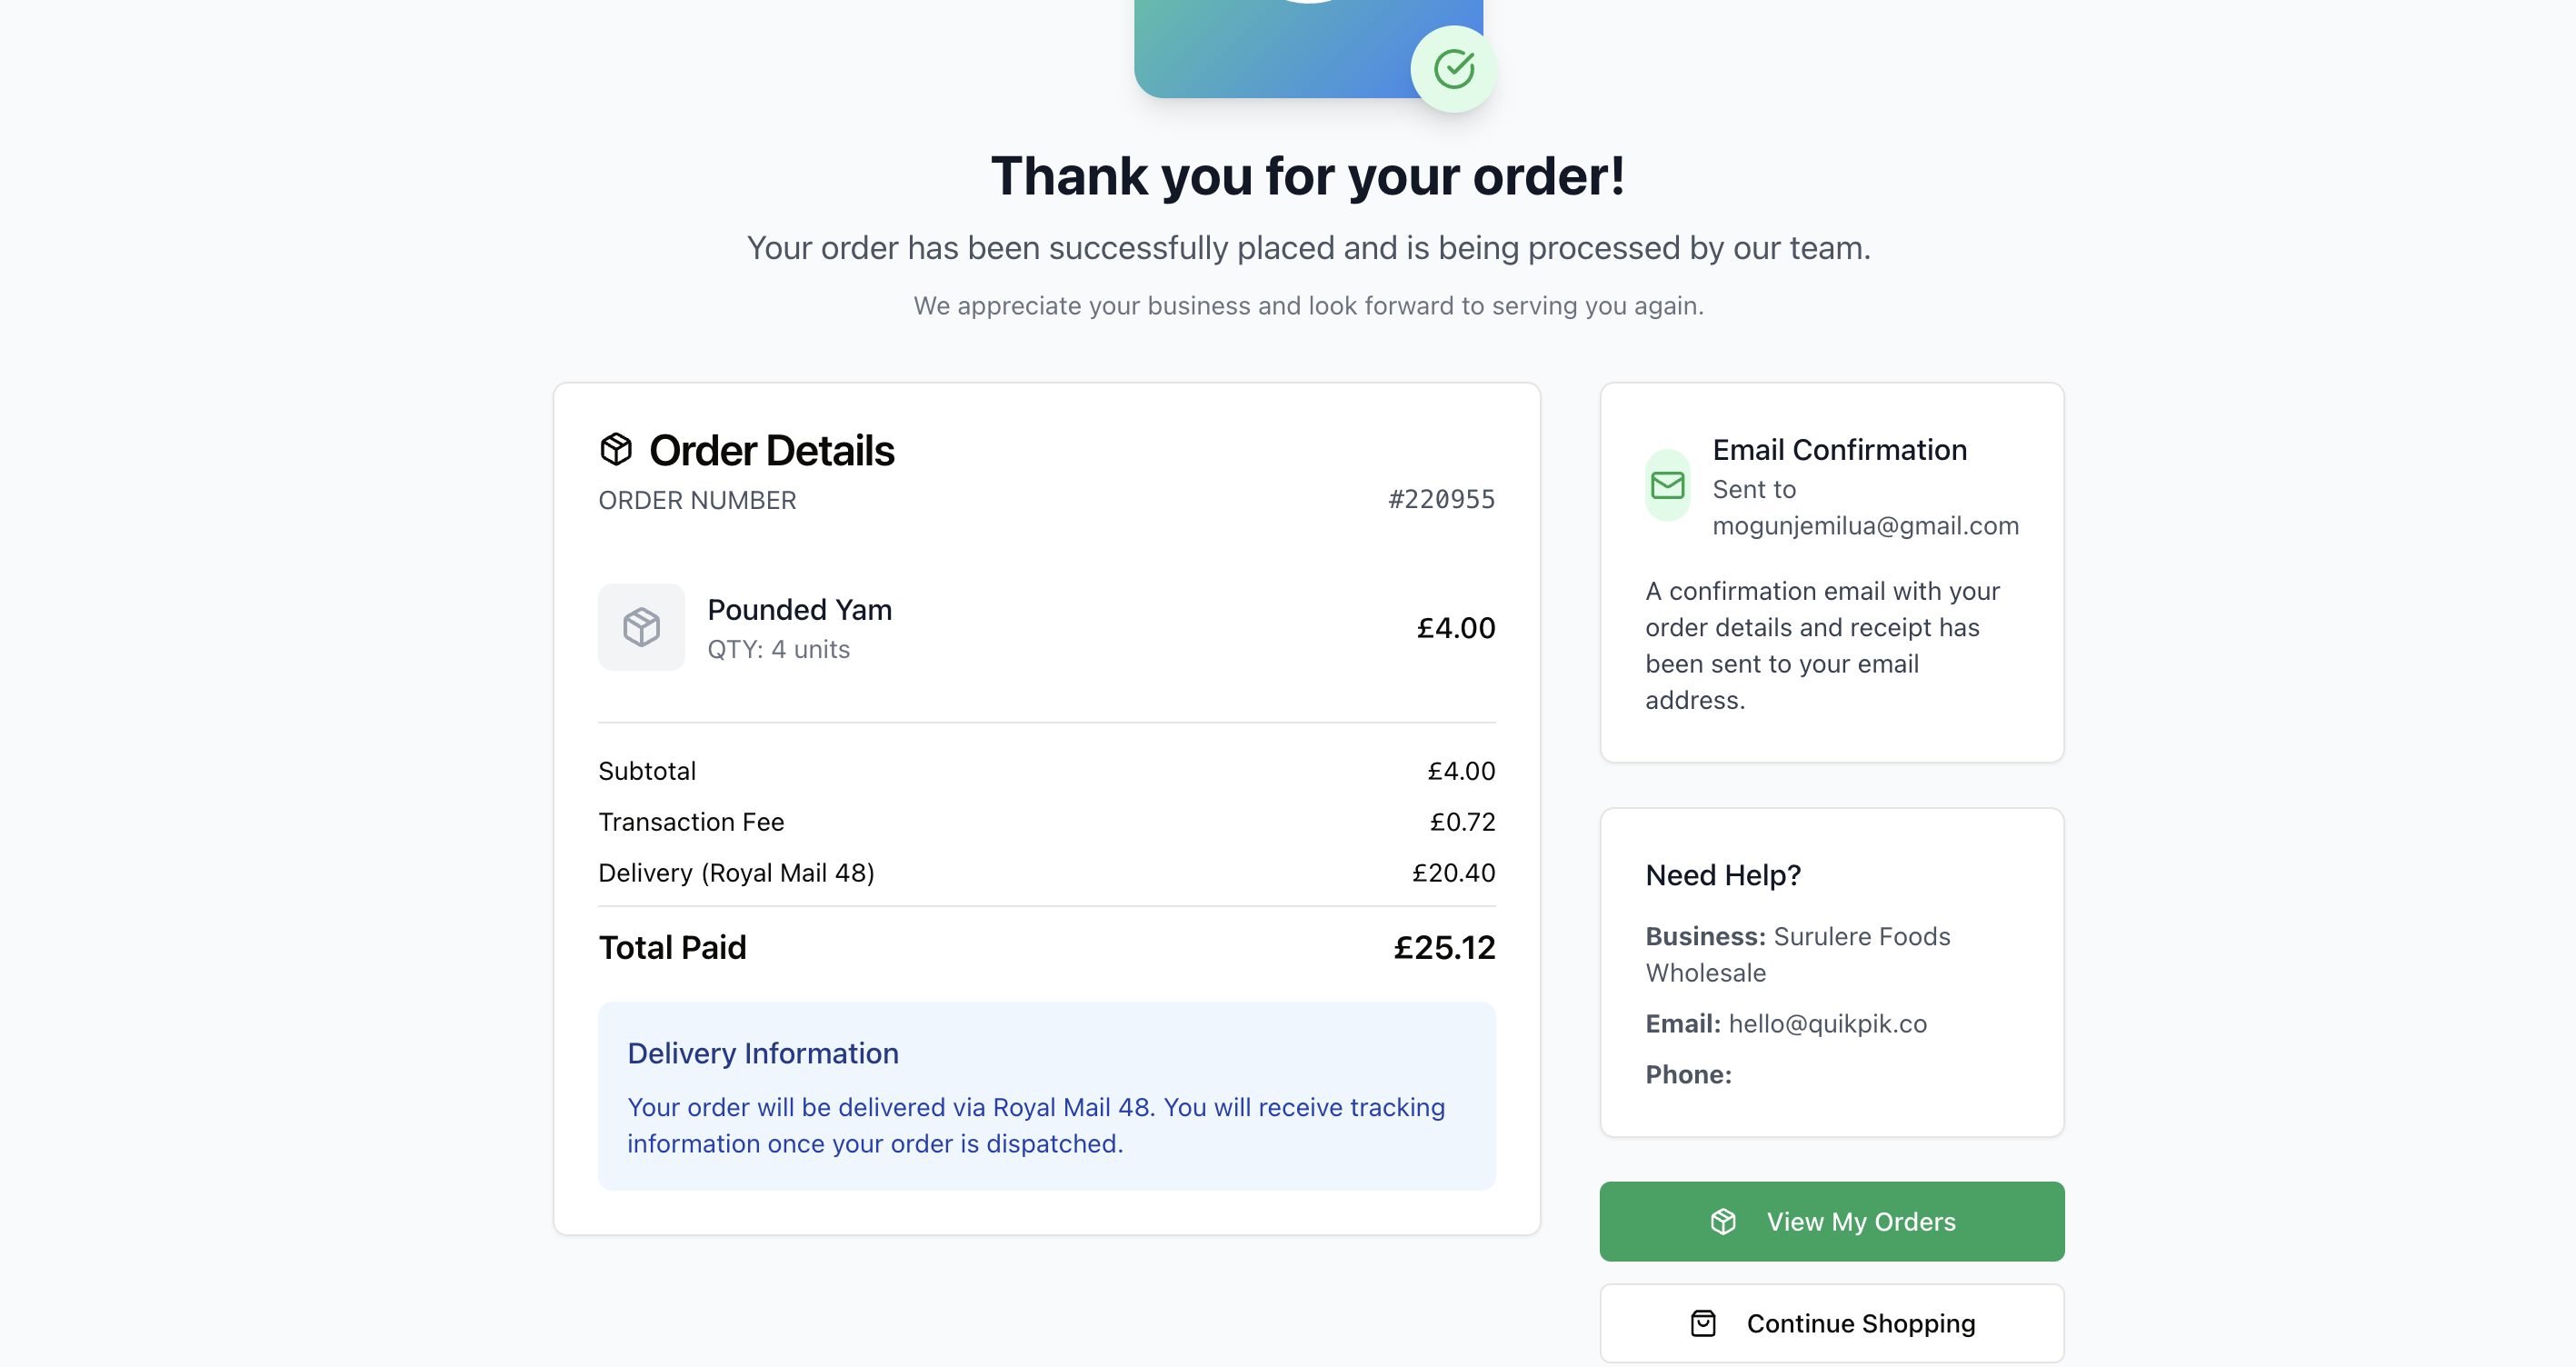 Thank you for your order!
Your order has been successfully placed and is being processed by our team.
We appreciate your business and look forward to serving you again.
Order Details
ORDER NUMBER #220955
Pounded Yam
QTY: 4 units
£4.00
Subtotal £4.00
Transaction Fee £0.72
Delivery (Royal Mail 48) £20.40
Total Paid £25.12
Delivery Information
Your order will be delivered via Royal Mail 48. You will receive tracking
information once your order is dispatched.
Email Confirmation
Sent to
mogunjemilua@gmail.com
A confirmation email with your
order details and receipt has
been sent to your email
address.
Need Help?
Business: Surulere Foods
Wholesale
Email: hello@quikpik.co
Phone:
View My Orders
Continue Shopping